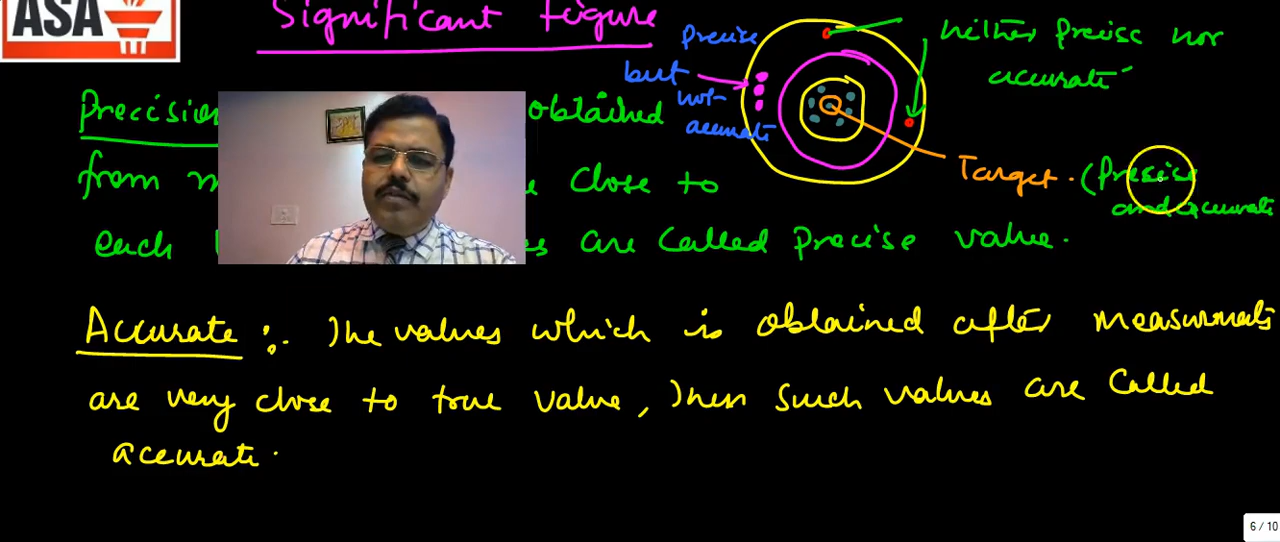 ASA
Significant figure
Precise
but
not
accurate
neither Precise nor
accurate
Target. (Precise
and accurate
Precision obtained
from close to
each are called precise value.
Accurate :. The values which is obtained after measurmats
are very close to true value, Then such values are called
accurate.
6 / 10